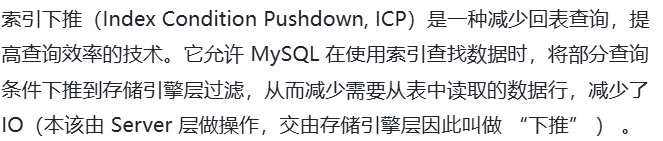 索引下推（Index Condition Pushdown, ICP）是一种减少回表查询，提
高查询效率的技术。它允许 MySQL 在使用索引查找数据时，将部分查询
条件下推到存储引擎层过滤，从而减少需要从表中读取的数据行，减少了
IO（本该由 Server 层做操作，交由存储引擎层因此叫做 “下推” ） 。